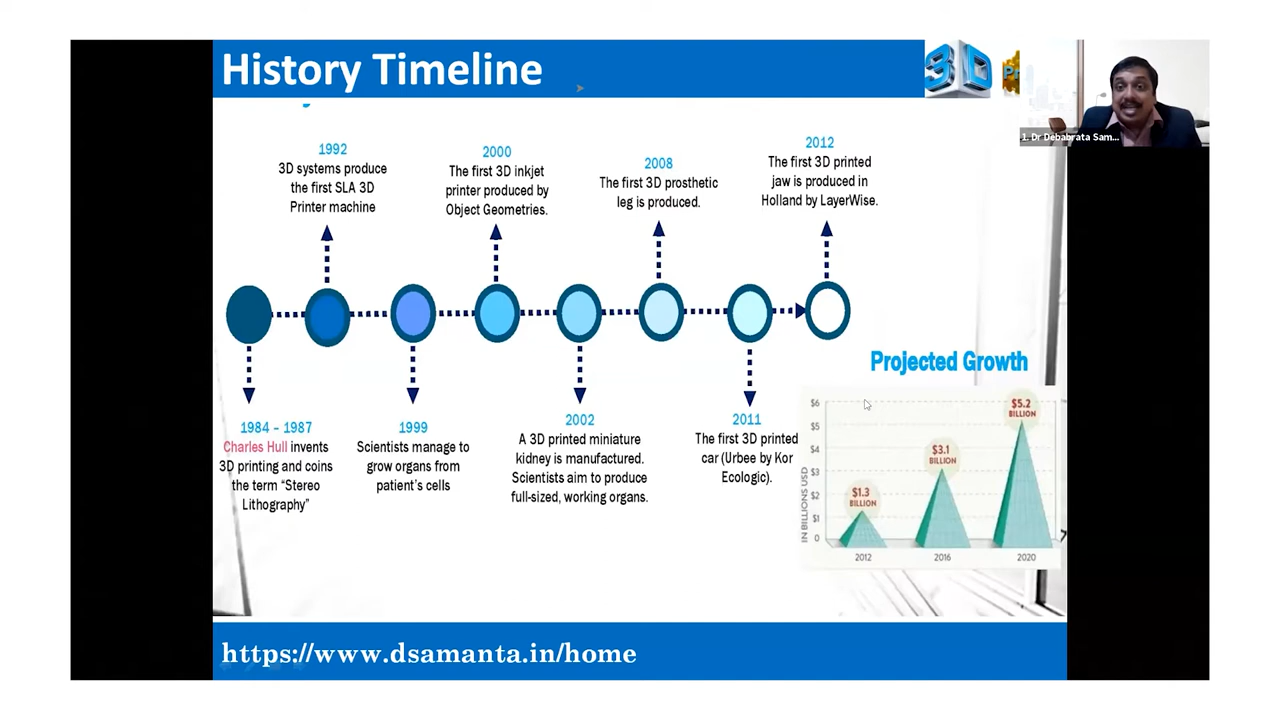 History Timeline
3D
1. Dr Debabrata Sam...
1992
3D systems produce
the first SLA 3D
Printer machine
2000
The first 3D inkjet
printer produced by
Object Geometries.
2008
The first 3D prosthetic
leg is produced.
2012
The first 3D printed
jaw is produced in
Holland by LayerWise.
1984 – 1987
Charles Hull invents
3D printing and coins
the term “Stereo
Lithography”
1999
Scientists manage to
grow organs from
patient’s cells
2002
A 3D printed miniature
kidney is manufactured.
Scientists aim to produce
full-sized, working organs.
2011
The first 3D printed
car (Urbee by Kor
Ecologic).
Projected Growth
IN BILLIONS USD
$6
$5
$4
$3
$2
$1
0
$1.3
BILLION
$3.1
BILLION
$5.2
BILLION
2012
2016
2020
https://www.dsamanta.in/home